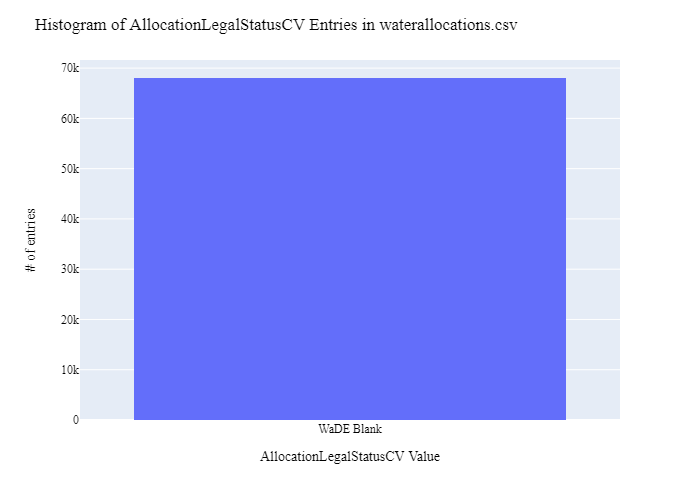 Histogram of AllocationLegalStatusCV Entries in waterallocations.csv
70k
60k
50k
40k
30k
20k
10k
0
# of entries
WaDE Blank
AllocationLegalStatusCV Value